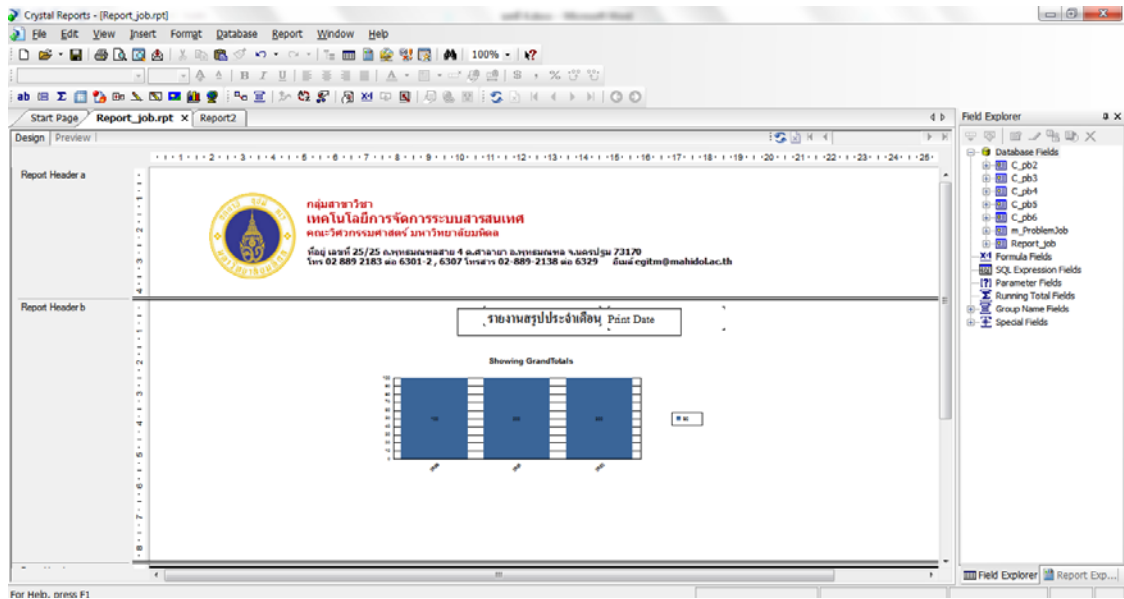 Crystal Reports - [Report_job.rpt]
File Edit View Insert Format Database Report Window Help
100%
Start Page Report_job.rpt Report2
Design Preview
Report Header a
กลุ่มสาขาวิชา
เทคโนโลยีการจัดการระบบสารสนเทศ
คณะวิศวกรรมศาสตร์ มหาวิทยาลัยมหิดล
ที่อยู่ เลขที่ 25/25 ถ.พุทธมณฑลสาย 4 ต.ศาลายา อ.พุทธมณฑล จ.นครปฐม 73170
โทร 02 889 2183 ต่อ 6301-2 , 6307 โทรสาร 02-889-2138 ต่อ 6329 อีเมล์ egitm@mahidol.ac.th
Report Header b
รายงานสรุปประจำเดือน Print Date
Showing GrandTotals
Field Explorer
Database Fields
C_pb2
C_pb3
C_pb4
C_pb5
C_pb6
m_ProblemJob
Report_job
Formula Fields
SQL Expression Fields
Parameter Fields
Running Total Fields
Group Name Fields
Special Fields
Field Explorer Report Exp...
For Help, press F1